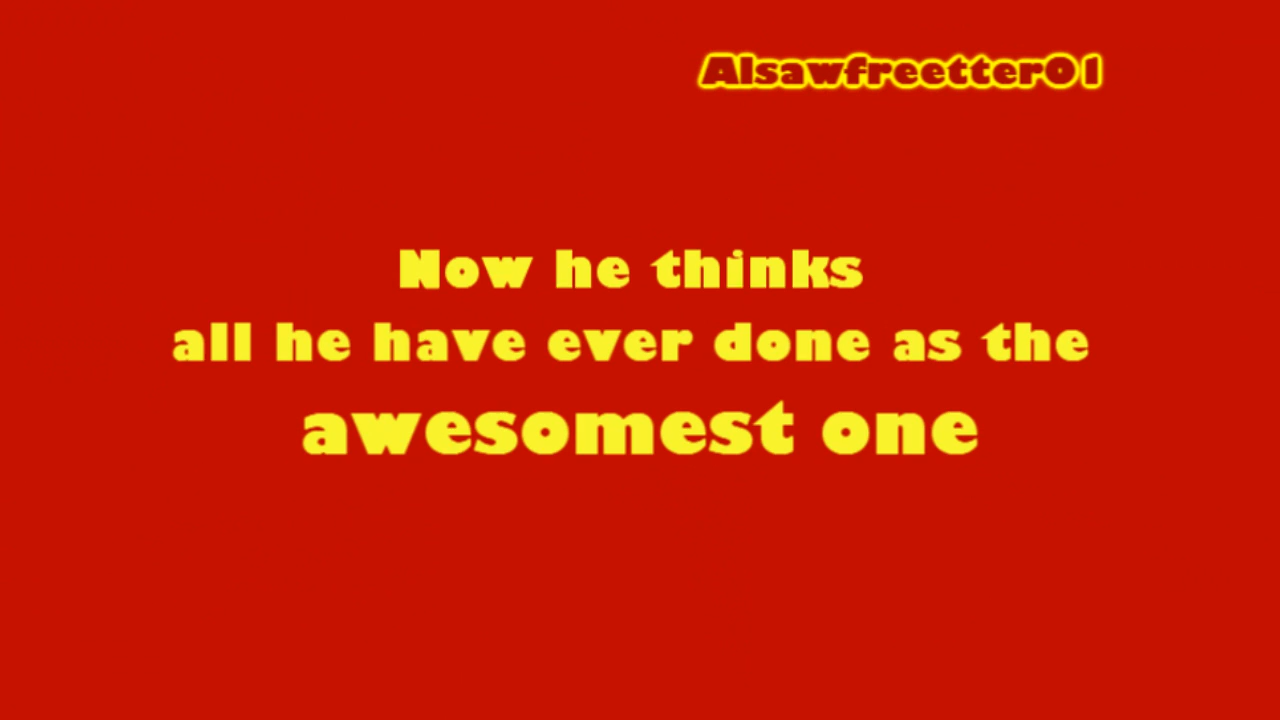 Alsawfreetter01
Now he thinks
all he have ever done as the
awesomest one